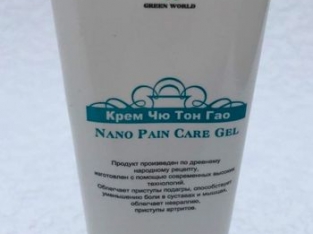 GREEN WORLD
Крем Чю Тон Гао
NANO PAIN CARE GEL
Продукт произведен по древнему
народному рецепту,
изготовлен с помощью современных высоких
технологий.
Облегчает приступы подагры, способствует
уменьшению боли в суставах и мышцах,
облегчает невралгию,
приступы артритов.